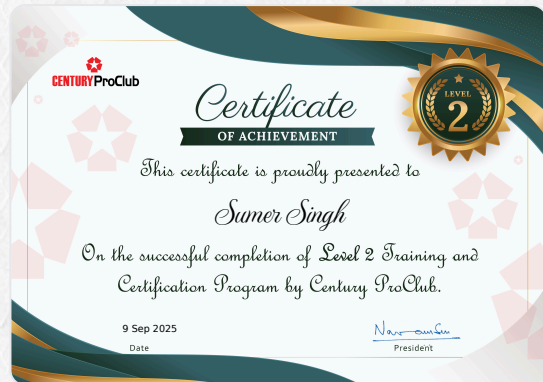 CENTURY ProClub
LEVEL
2
Certificate
OF ACHIEVEMENT
This certificate is proudly presented to
Sumer Singh
On the successful completion of Level 2 Training and
Certification Program by Century ProClub.
9 Sep 2025
Date
President